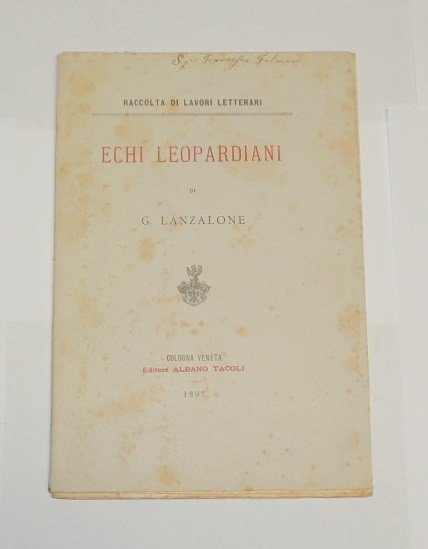 RACCOLTA DI LAVORI LETTERARI
ECHI LEOPARDIANI
DI
G. LANZALONE
COLOGNA VENETA
Editore ALBANO TACOLI
1897